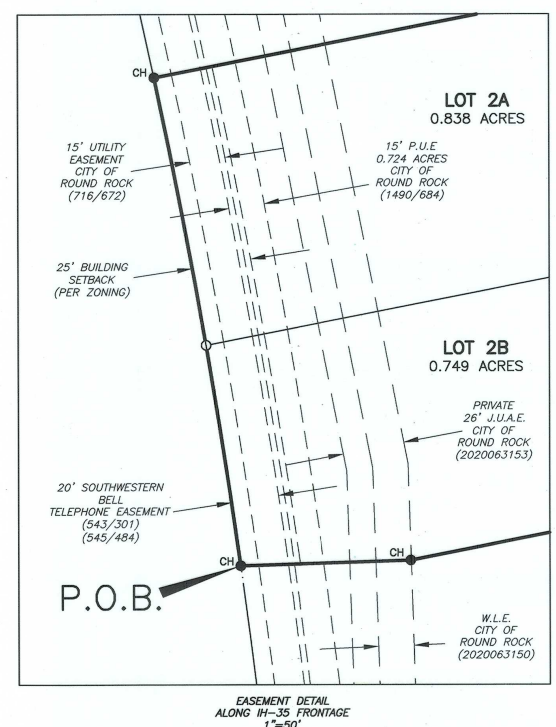 CH
LOT 2A
0.838 ACRES
15' UTILITY
EASEMENT
CITY OF
ROUND ROCK
(716/672)
15' P.U.E
0.724 ACRES
CITY OF
ROUND ROCK
(1490/684)
25' BUILDING
SETBACK
(PER ZONING)
LOT 2B
0.749 ACRES
PRIVATE
26' J.U.A.E.
CITY OF
ROUND ROCK
(2020063153)
20' SOUTHWESTERN
BELL
TELEPHONE EASEMENT
(543/301)
(545/484)
CH
CH
P.O.B.
W.L.E.
CITY OF
ROUND ROCK
(2020063150)
EASEMENT DETAIL
ALONG IH-35 FRONTAGE
1"=50'